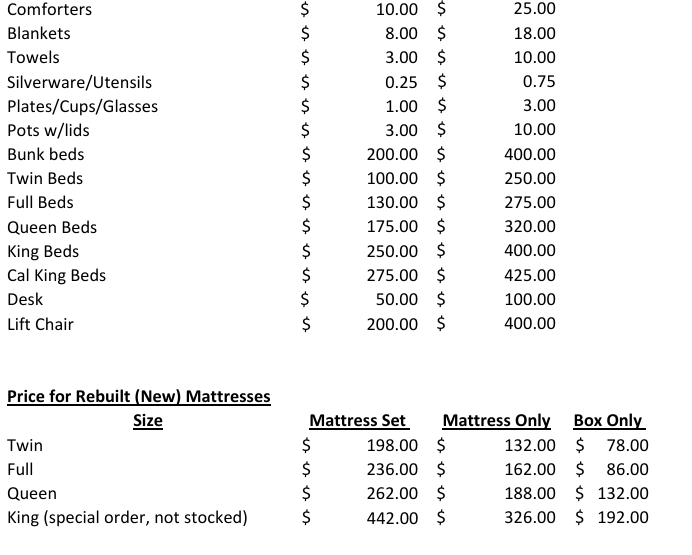 Comforters $ 10.00 $ 25.00
Blankets $ 8.00 $ 18.00
Towels $ 3.00 $ 10.00
Silverware/Utensils $ 0.25 $ 0.75
Plates/Cups/Glasses $ 1.00 $ 3.00
Pots w/lids $ 3.00 $ 10.00
Bunk beds $ 200.00 $ 400.00
Twin Beds $ 100.00 $ 250.00
Full Beds $ 130.00 $ 275.00
Queen Beds $ 175.00 $ 320.00
King Beds $ 250.00 $ 400.00
Cal King Beds $ 275.00 $ 425.00
Desk $ 50.00 $ 100.00
Lift Chair $ 200.00 $ 400.00
Price for Rebuilt (New) Mattresses
Size Mattress Set Mattress Only Box Only
Twin $ 198.00 $ 132.00 $ 78.00
Full $ 236.00 $ 162.00 $ 86.00
Queen $ 262.00 $ 188.00 $ 132.00
King (special order, not stocked) $ 442.00 $ 326.00 $ 192.00